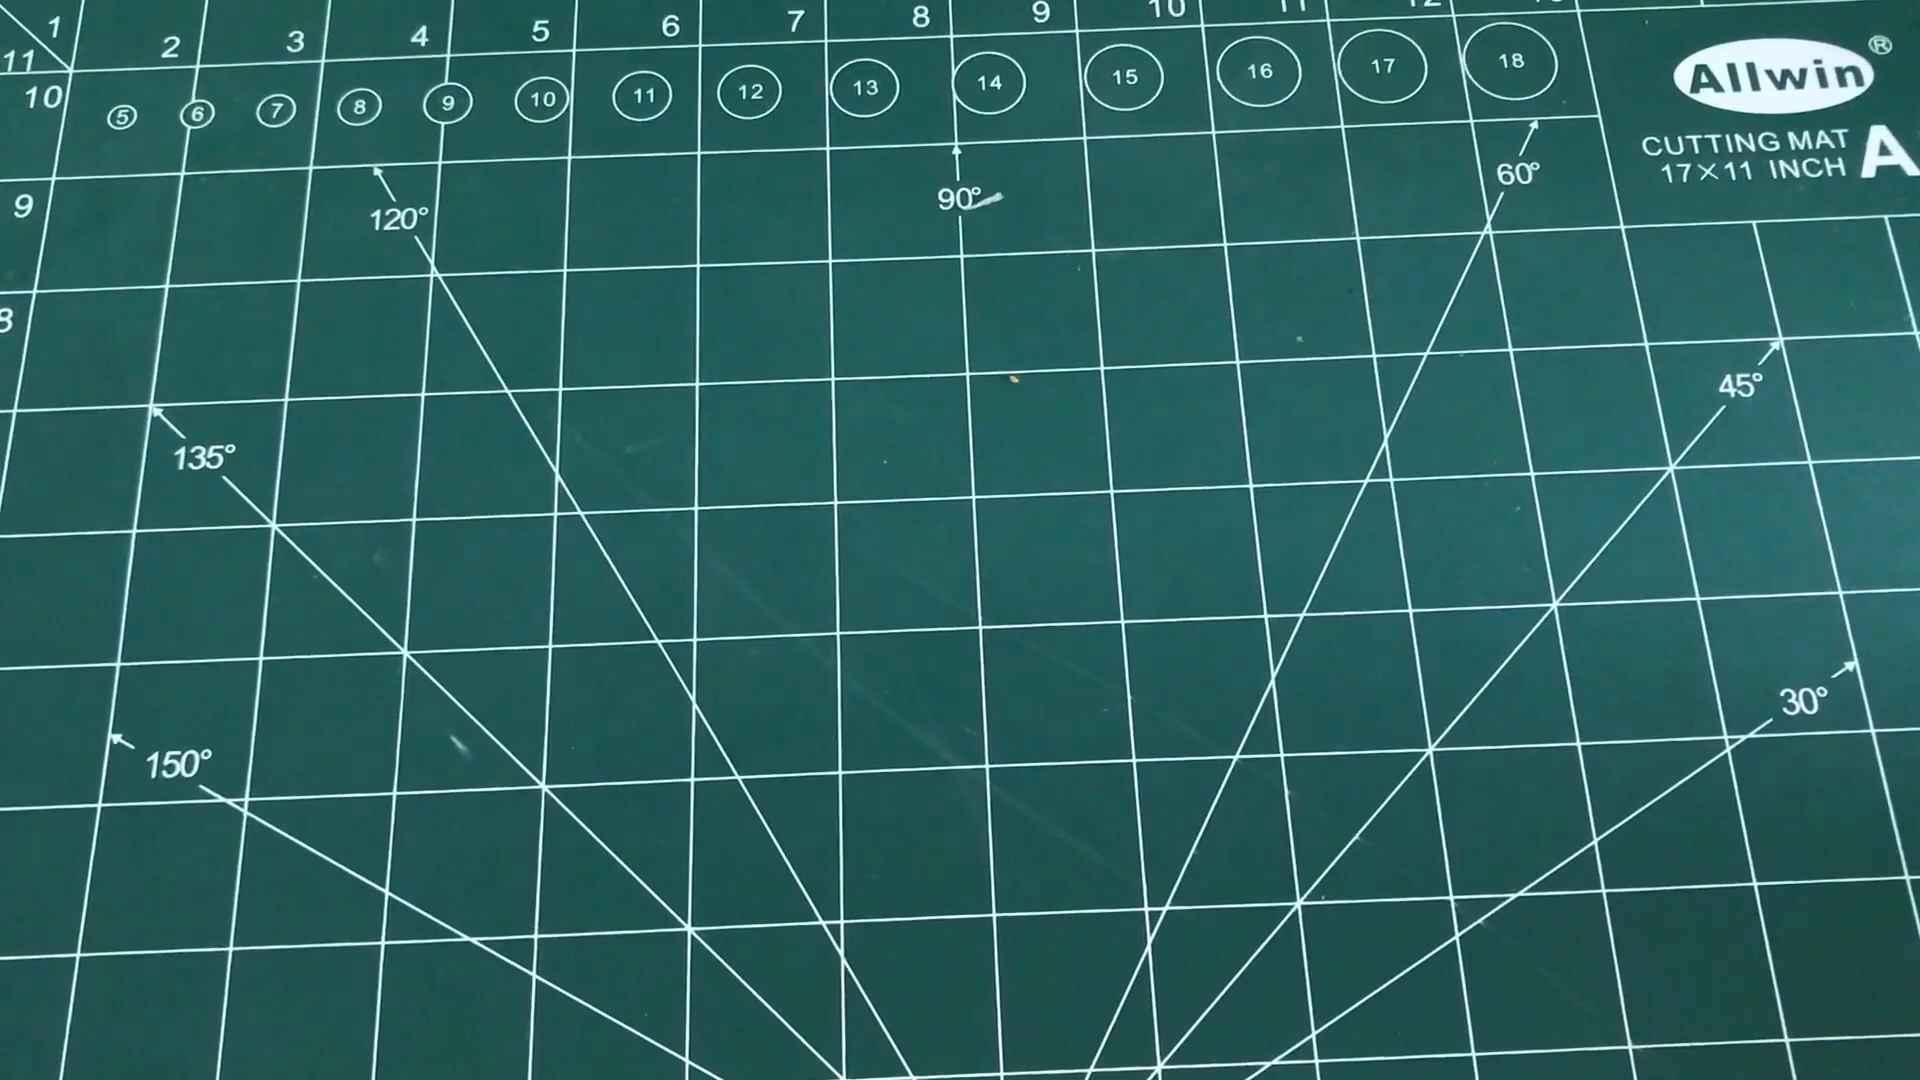 1 2 3 4 5 6 7 8 9 10
11
10
5 6 7 8 9 10 11 12 13 14 15 16 17 18
Allwin®
CUTTING MAT
17×11 INCH
A
9
120° 90° 60°
8
135° 45°
150° 30°